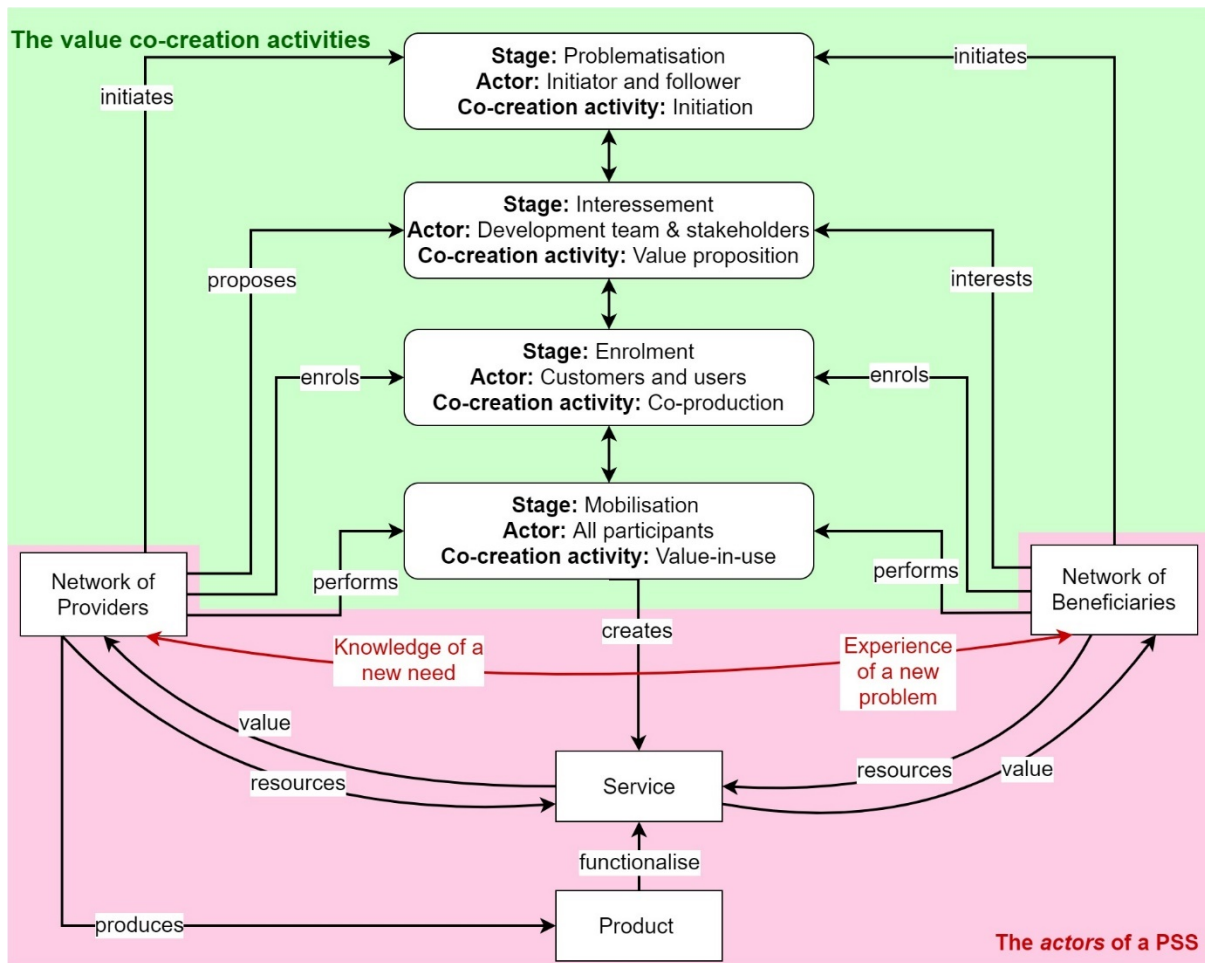 The value co-creation activities
Stage: Problematisation
Actor: Initiator and follower
Co-creation activity: Initiation
initiates
initiates
Stage: Interessement
Actor: Development team & stakeholders
Co-creation activity: Value proposition
proposes
interests
Stage: Enrolment
Actor: Customers and users
Co-creation activity: Co-production
enrols
enrols
Stage: Mobilisation
Actor: All participants
Co-creation activity: Value-in-use
performs
performs
Network of
Providers
Network of
Beneficiaries
creates
Knowledge of a
new need
Experience
of a new
problem
value
resources
resources
value
Service
functionalise
Product
produces
The actors of a PSS